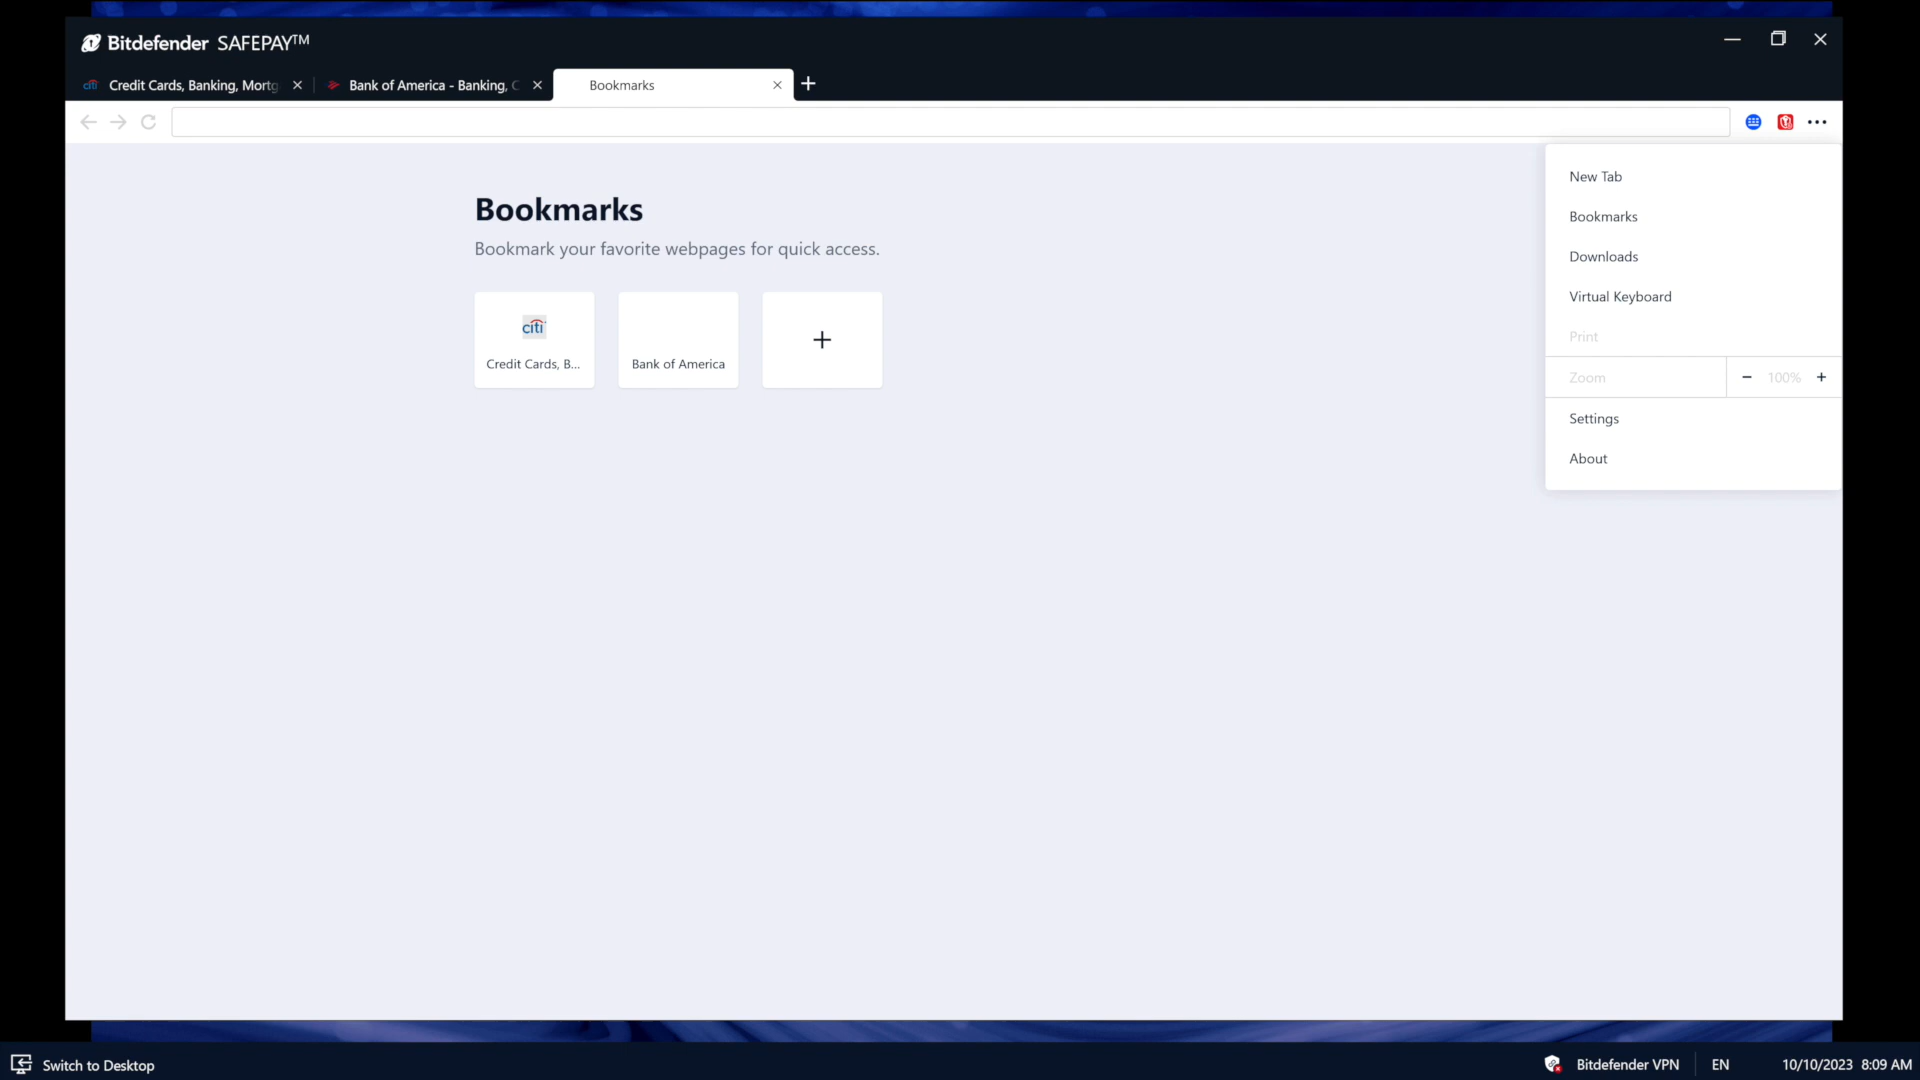 Bitdefender SAFEPAY™
citi Credit Cards, Banking, Mortg
Bank of America - Banking, C
Bookmarks
New Tab
Bookmarks
Downloads
Virtual Keyboard
Print
Zoom 100%
Settings
About
Bookmarks
Bookmark your favorite webpages for quick access.
citi
Credit Cards, B...
Bank of America
Switch to Desktop
Bitdefender VPN
EN
10/10/2023 8:09 AM